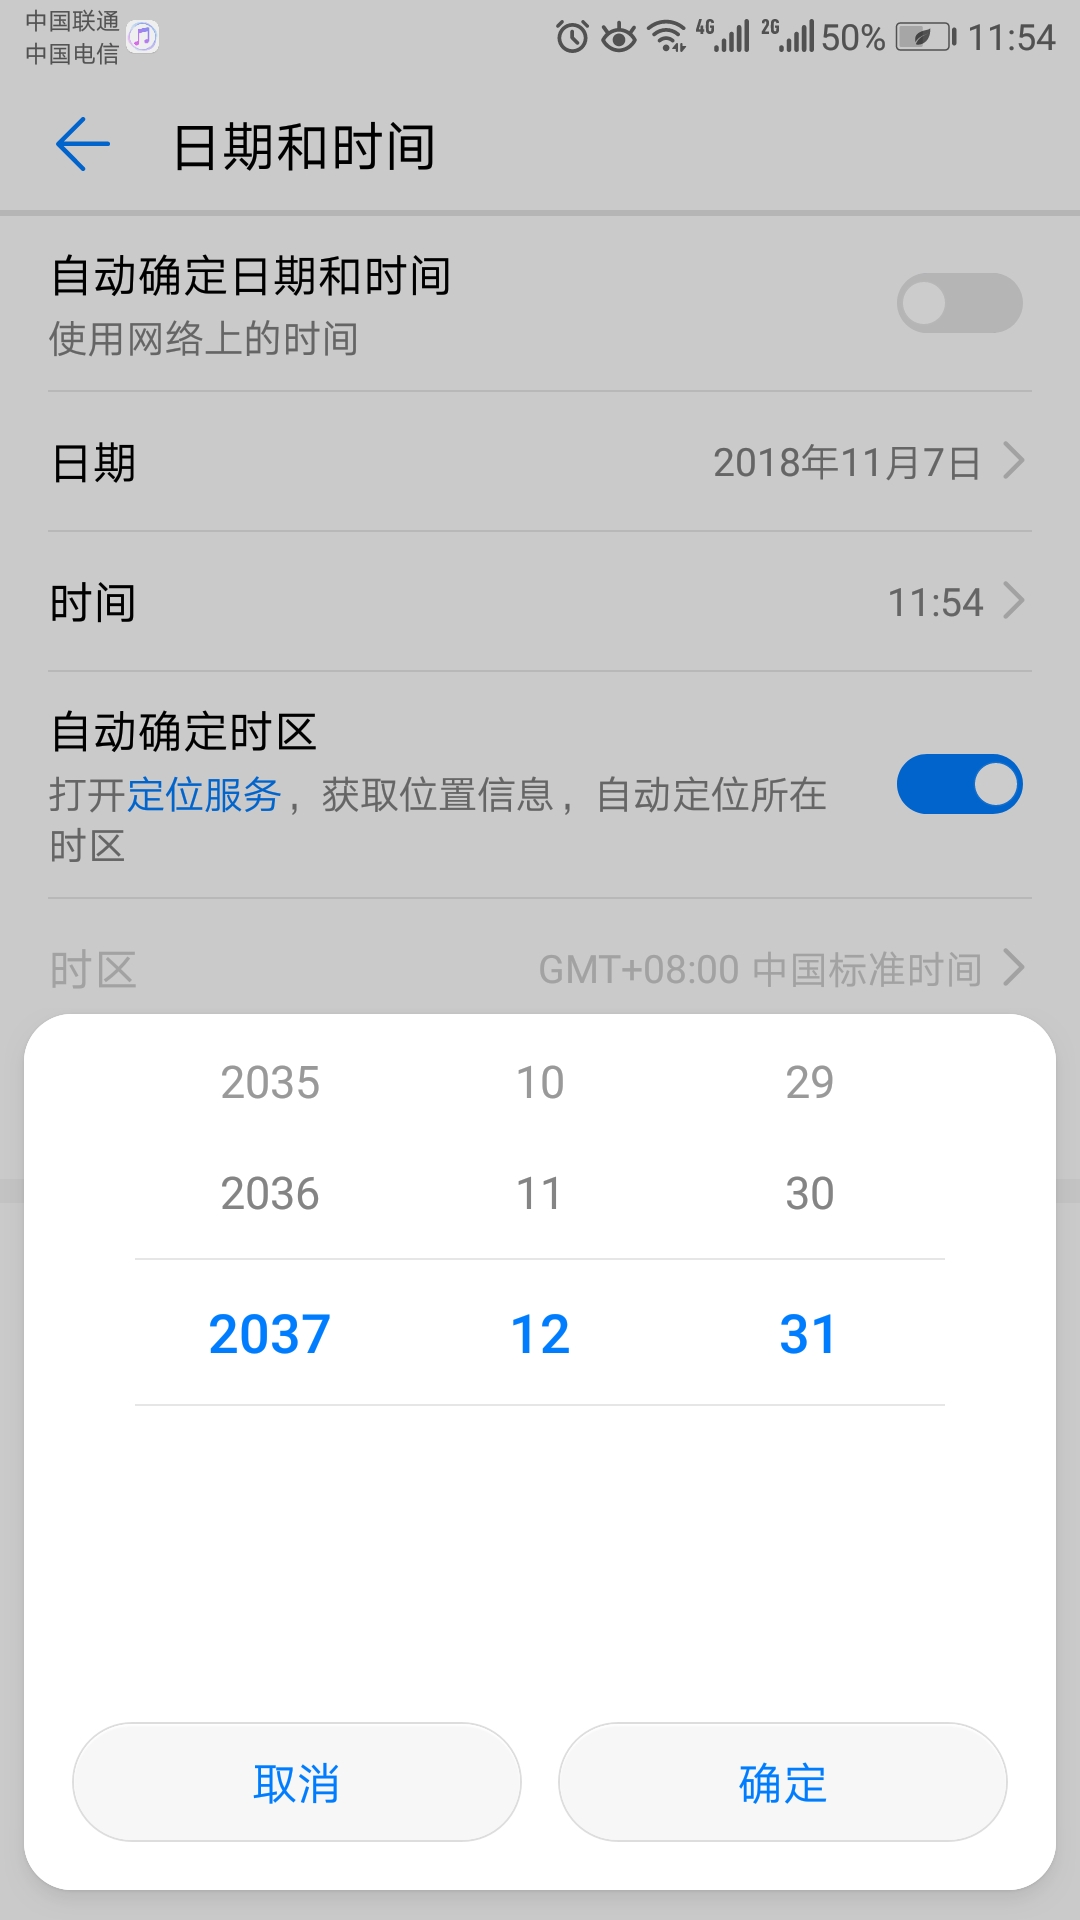 中国联通
中国电信
4G 2G 50% 11:54
日期和时间
自动确定日期和时间
使用网络上的时间
日期 2018年11月7日
时间 11:54
自动确定时区
打开定位服务，获取位置信息，自动定位所在
时区
时区 GMT+08:00 中国标准时间
2035 10 29
2036 11 30
2037 12 31
取消 确定